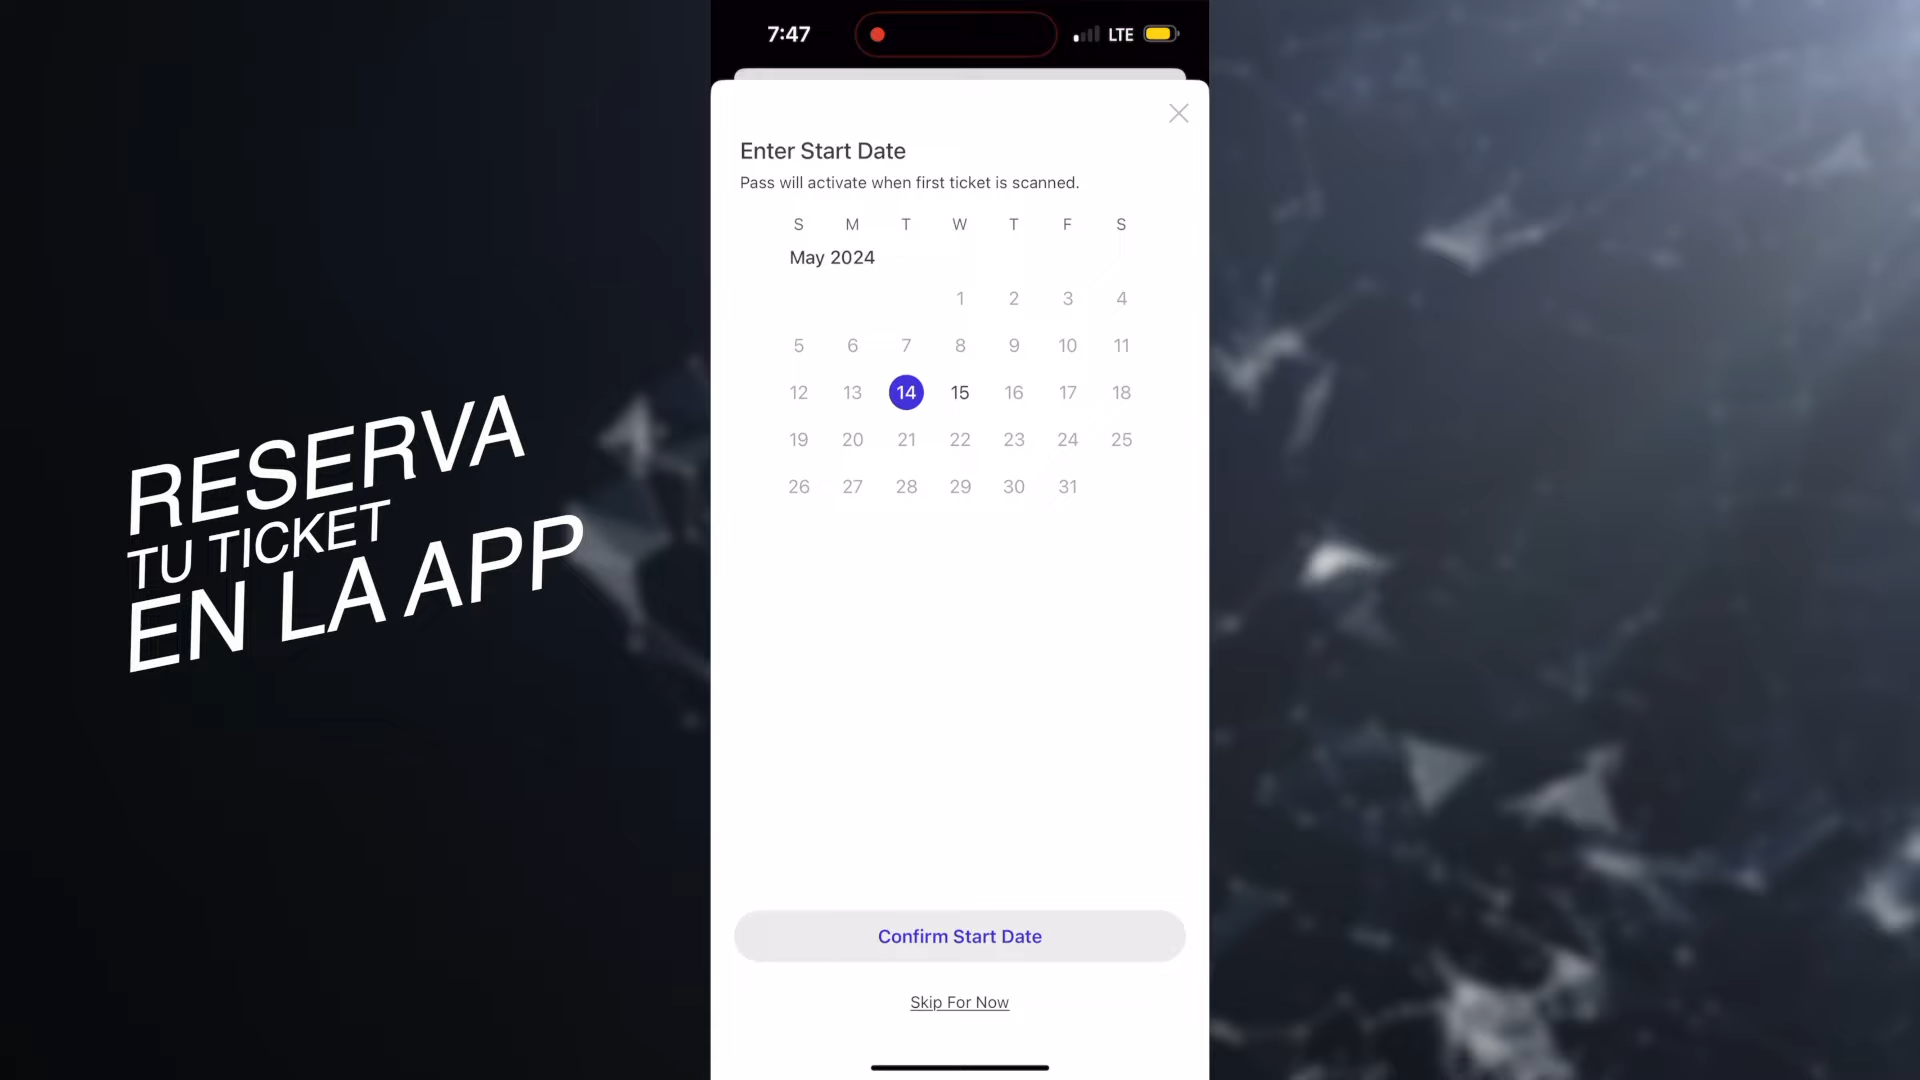 RESERVA
TU TICKET
EN LA APP
7:47
LTE
Enter Start Date
Pass will activate when first ticket is scanned.
S M T W T F S
May 2024
1 2 3 4
5 6 7 8 9 10 11
12 13 14 15 16 17 18
19 20 21 22 23 24 25
26 27 28 29 30 31
Confirm Start Date
Skip For Now